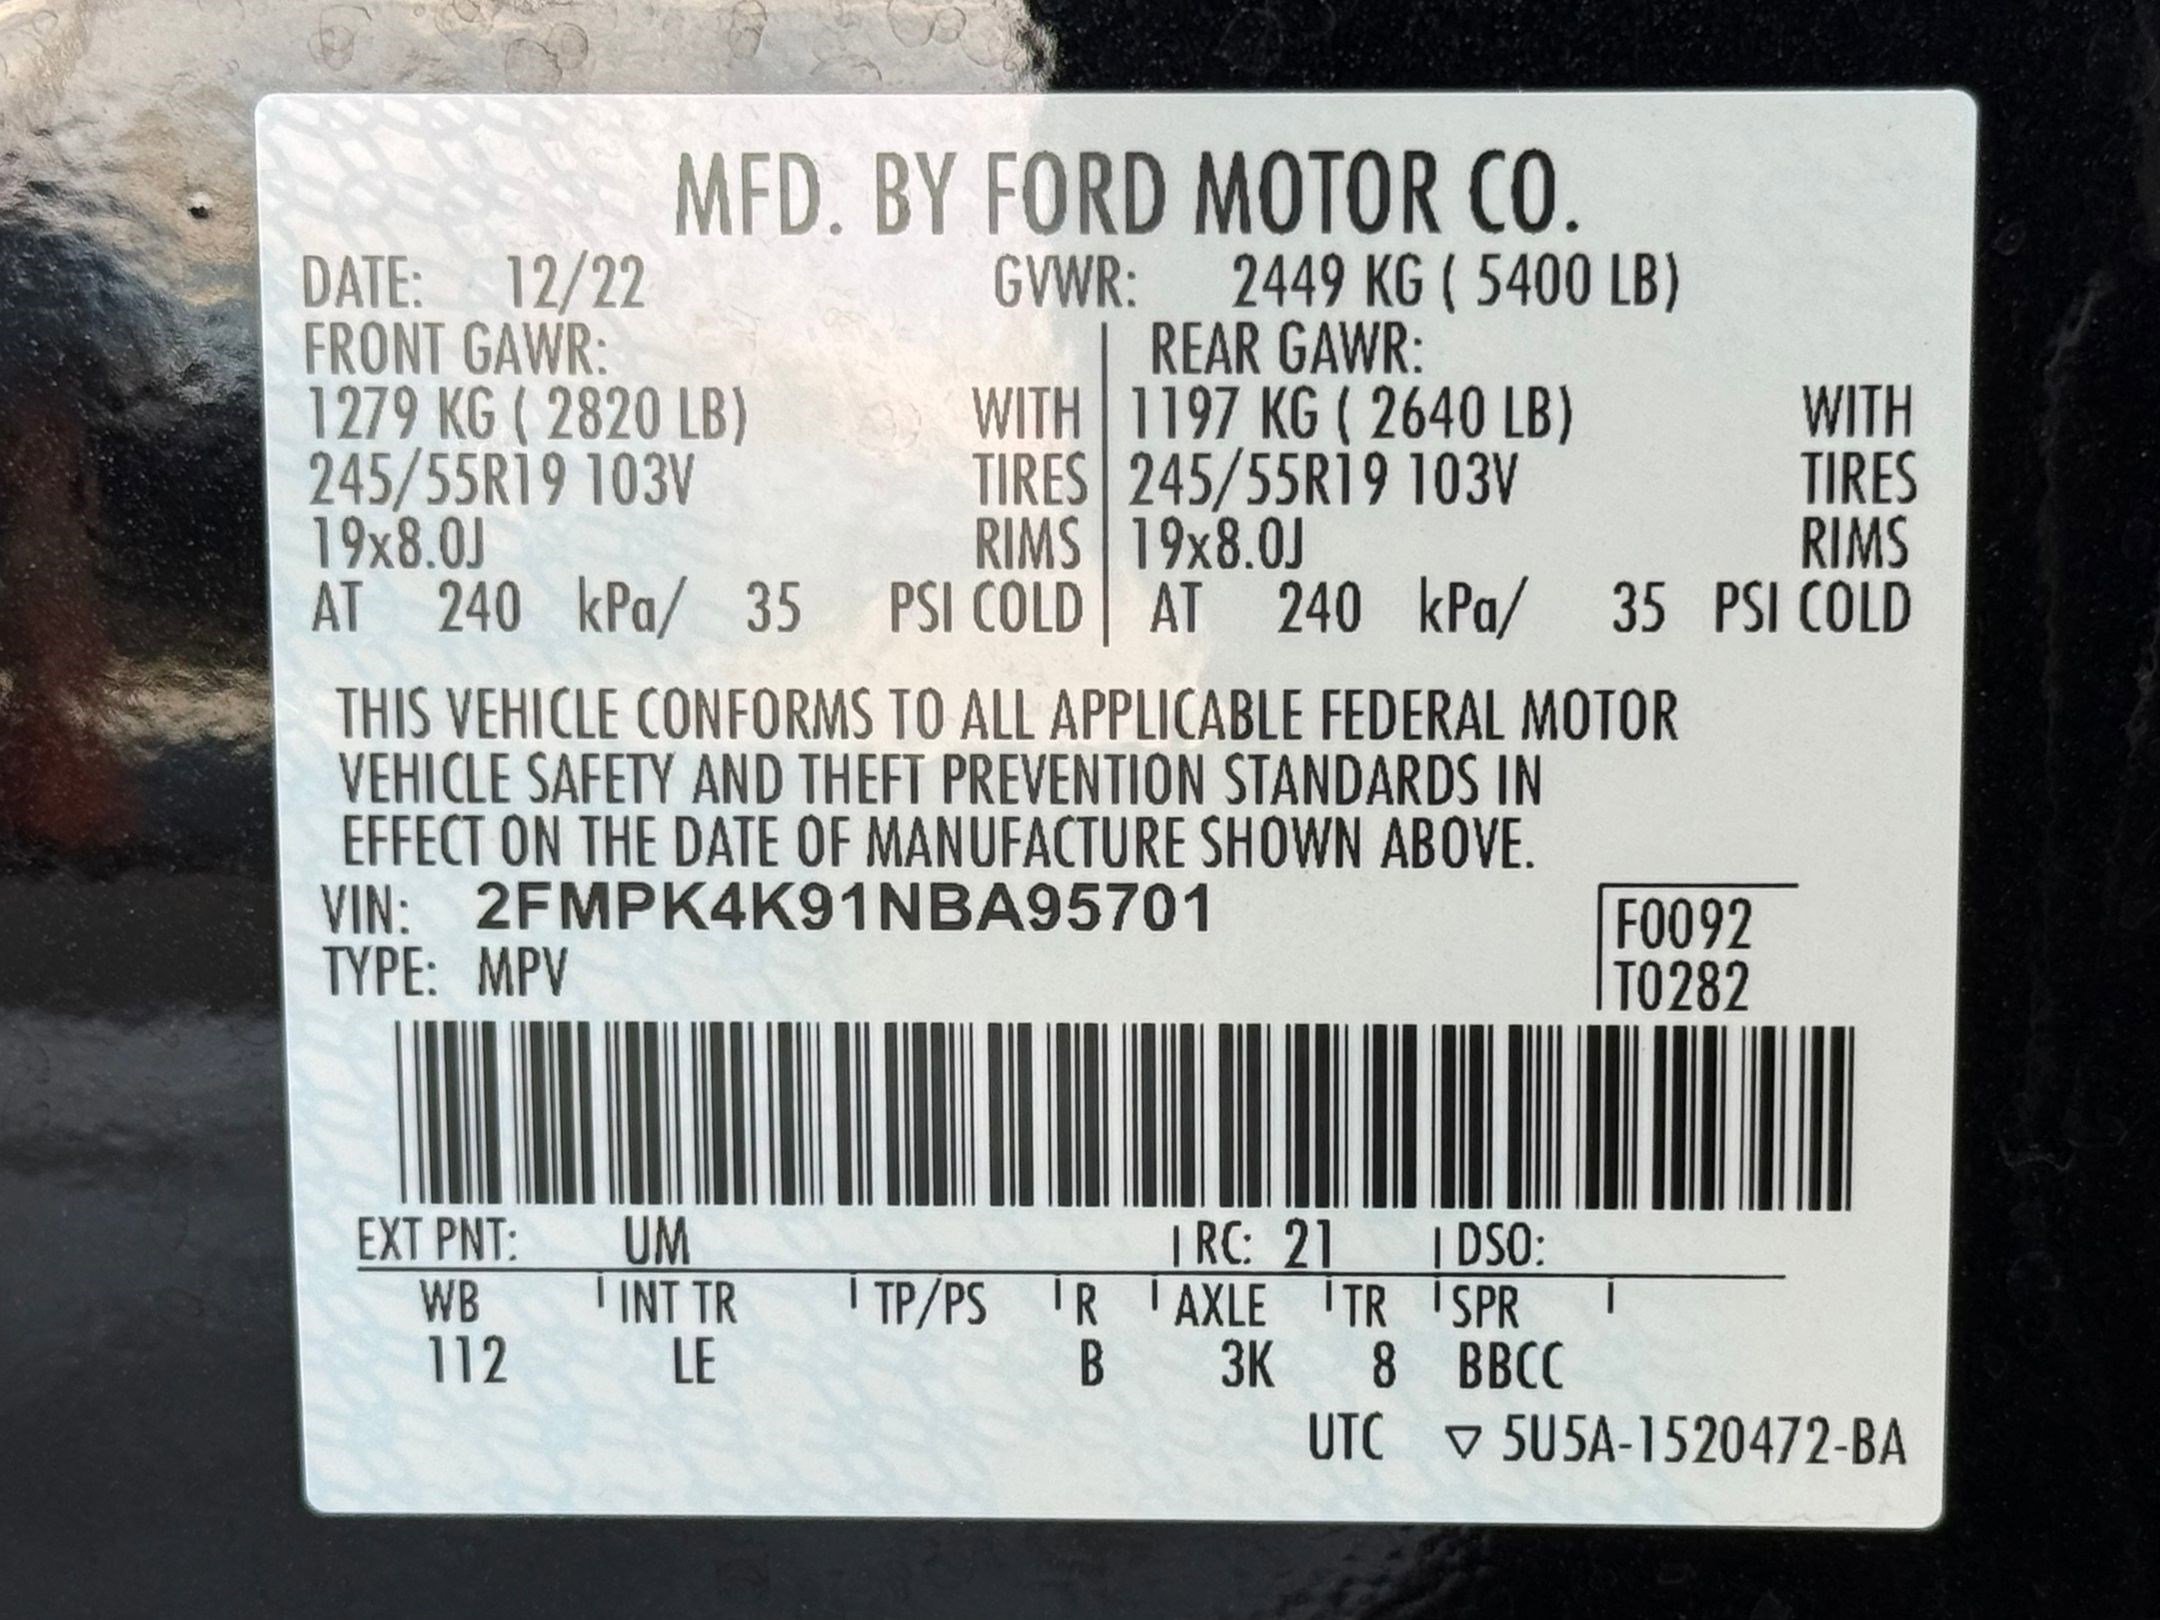 MFD. BY FORD MOTOR CO.
DATE: 12/22 GVWR: 2449 KG ( 5400 LB)
FRONT GAWR: REAR GAWR:
1279 KG ( 2820 LB) WITH 1197 KG ( 2640 LB) WITH
245/55R19 103V TIRES 245/55R19 103V TIRES
19x8.0J RIMS 19x8.0J RIMS
AT 240 kPa/ 35 PSI COLD AT 240 kPa/ 35 PSI COLD
THIS VEHICLE CONFORMS TO ALL APPLICABLE FEDERAL MOTOR
VEHICLE SAFETY AND THEFT PREVENTION STANDARDS IN
EFFECT ON THE DATE OF MANUFACTURE SHOWN ABOVE.
VIN: 2FMPK4K91NBA95701 F0092
TYPE: MPV T0282
EXT PNT: UM RC: 21 DSO:
WB INT TR TP/PS R AXLE TR SPR
112 LE B 3K 8 BBCC
UTC ▽ 5U5A-1520472-BA